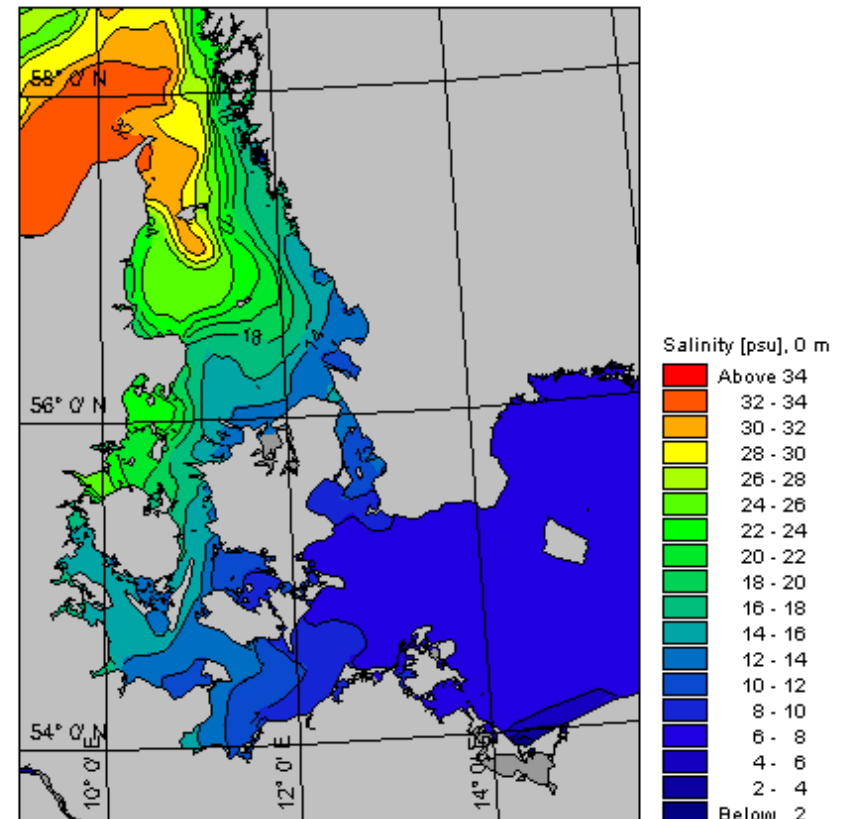 58° 0' N
56° 0' N
54° 0' N
10° 0' E
12° 0' E
14° 0' E
18
Salinity [psu], 0 m
Above 34
32 - 34
30 - 32
28 - 30
26 - 28
24 - 26
22 - 24
20 - 22
18 - 20
16 - 18
14 - 16
12 - 14
10 - 12
8 - 10
6 - 8
4 - 6
2 - 4
Below 2